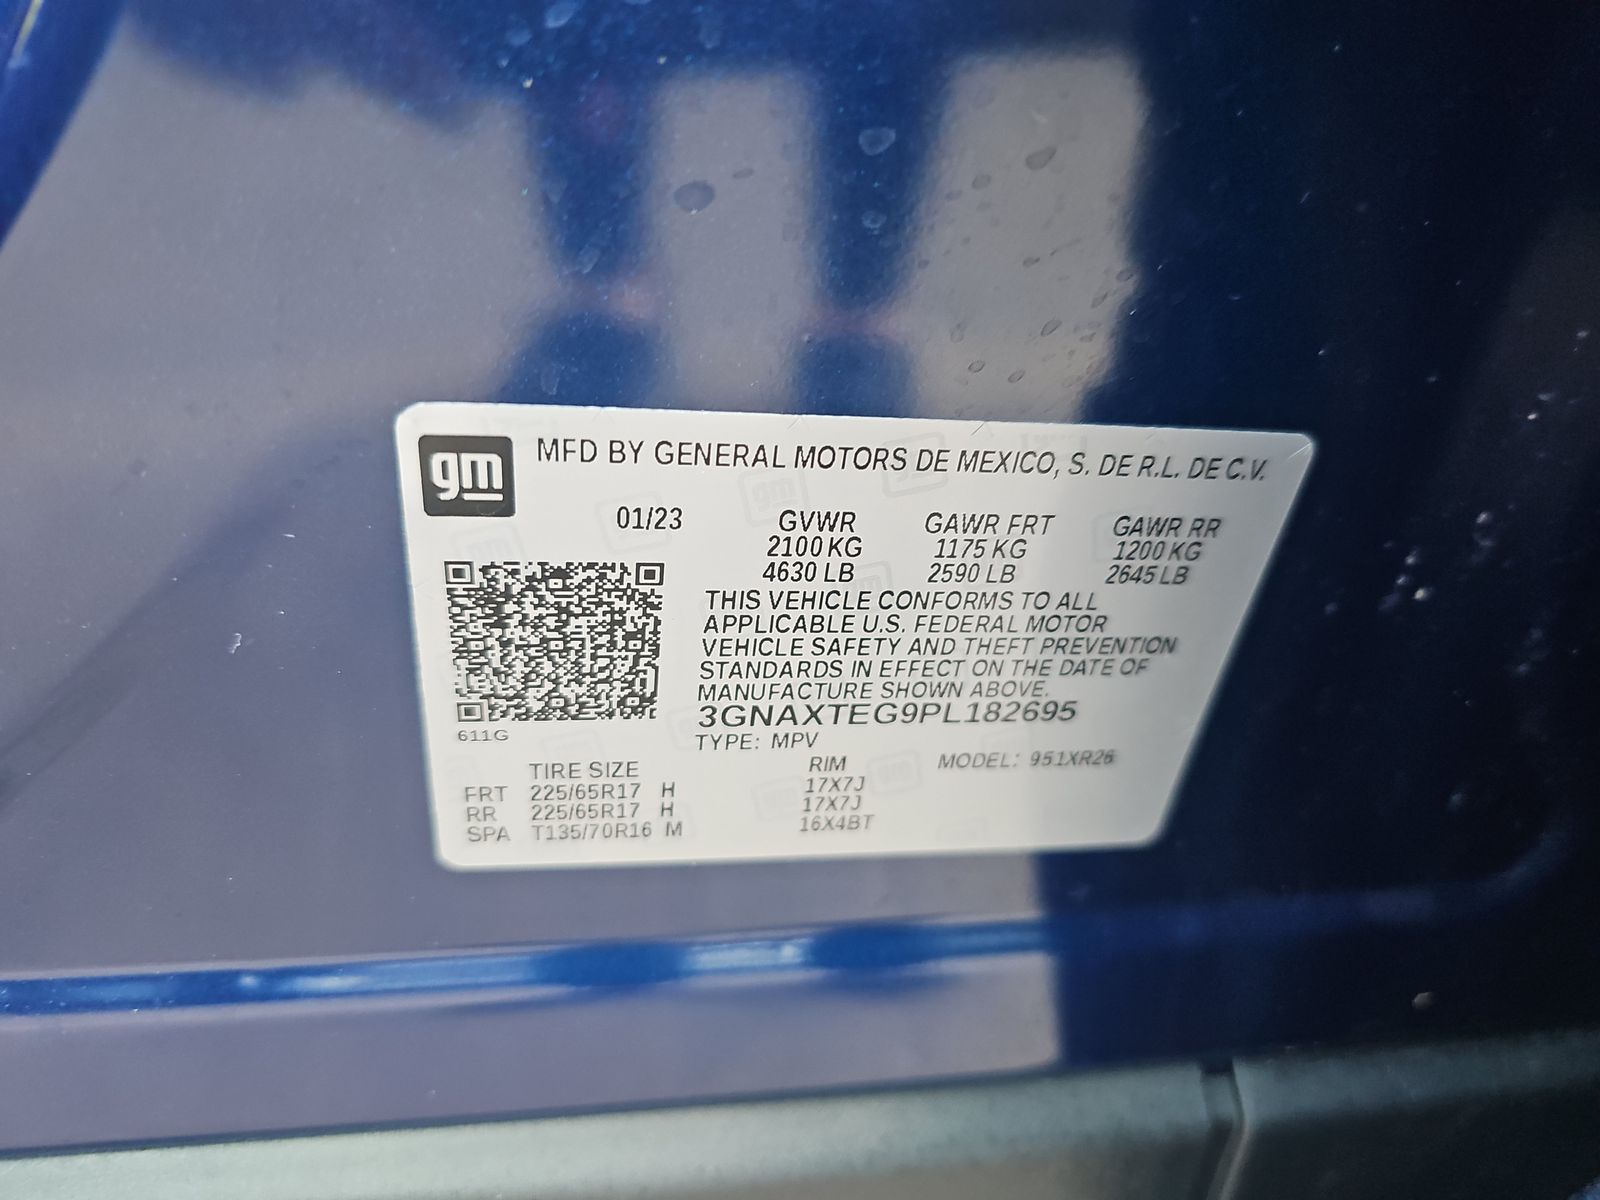 gm
MFD BY GENERAL MOTORS DE MEXICO, S. DE R.L. DE C.V.
01/23 GVWR GAWR FRT GAWR RR
2100 KG 1175 KG 1200 KG
4630 LB 2590 LB 2645 LB
THIS VEHICLE CONFORMS TO ALL
APPLICABLE U.S. FEDERAL MOTOR
VEHICLE SAFETY AND THEFT PREVENTION
STANDARDS IN EFFECT ON THE DATE OF
MANUFACTURE SHOWN ABOVE.
3GNAXTEG9PL182695
611G
TYPE: MPV
TIRE SIZE RIM MODEL: 951XR26
FRT 225/65R17 H 17X7J
RR 225/65R17 H 17X7J
SPA T135/70R16 M 16X4BT